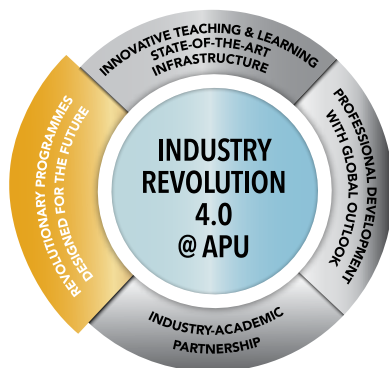 INNOVATIVE TEACHING & LEARNING
STATE-OF-THE-ART
INFRASTRUCTURE
PROFESSIONAL DEVELOPMENT
WITH GLOBAL OUTLOOK
INDUSTRY-ACADEMIC
PARTNERSHIP
REVOLUTIONARY PROGRAMMES
DESIGNED FOR THE FUTURE
INDUSTRY
REVOLUTION
4.0
@ APU